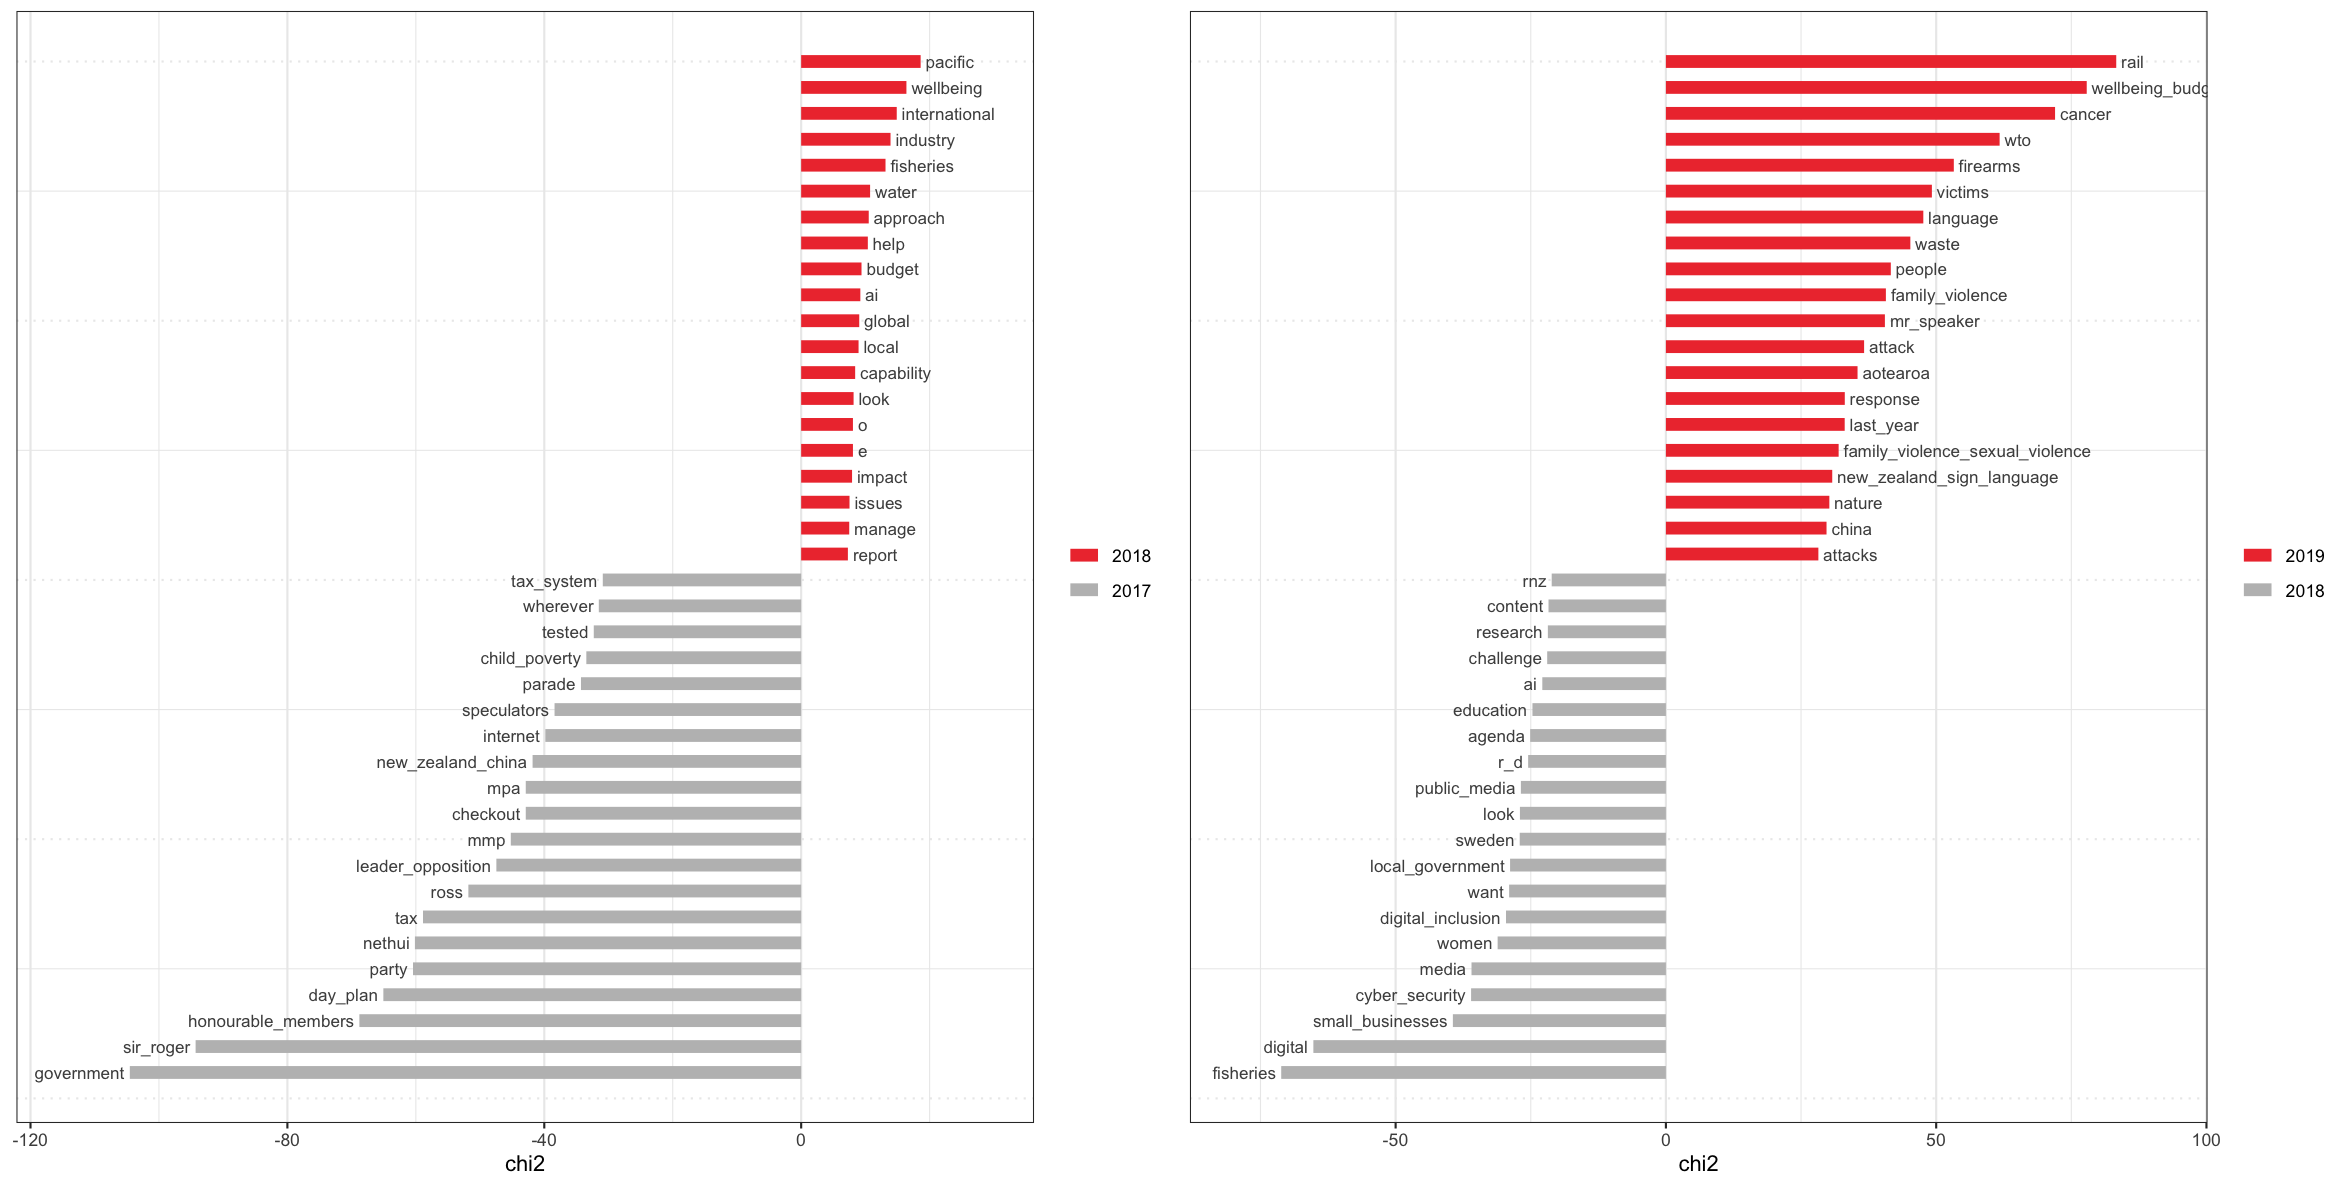 pacific
wellbeing
international
industry
fisheries
water
approach
help
budget
ai
global
local
capability
look
o
e
impact
issues
manage
report
tax_system
wherever
tested
child_poverty
parade
speculators
internet
new_zealand_china
mpa
checkout
mmp
leader_opposition
ross
tax
nethui
party
day_plan
honourable_members
sir_roger
government
-120 -80 -40 0
chi2
2018
2017
rail
wellbeing_budg
cancer
wto
firearms
victims
language
waste
people
family_violence
mr_speaker
attack
aotearoa
response
last_year
family_violence_sexual_violence
new_zealand_sign_language
nature
china
attacks
rnz
content
research
challenge
ai
education
agenda
r_d
public_media
look
sweden
local_government
want
digital_inclusion
women
media
cyber_security
small_businesses
digital
fisheries
-50 0 50 100
chi2
2019
2018